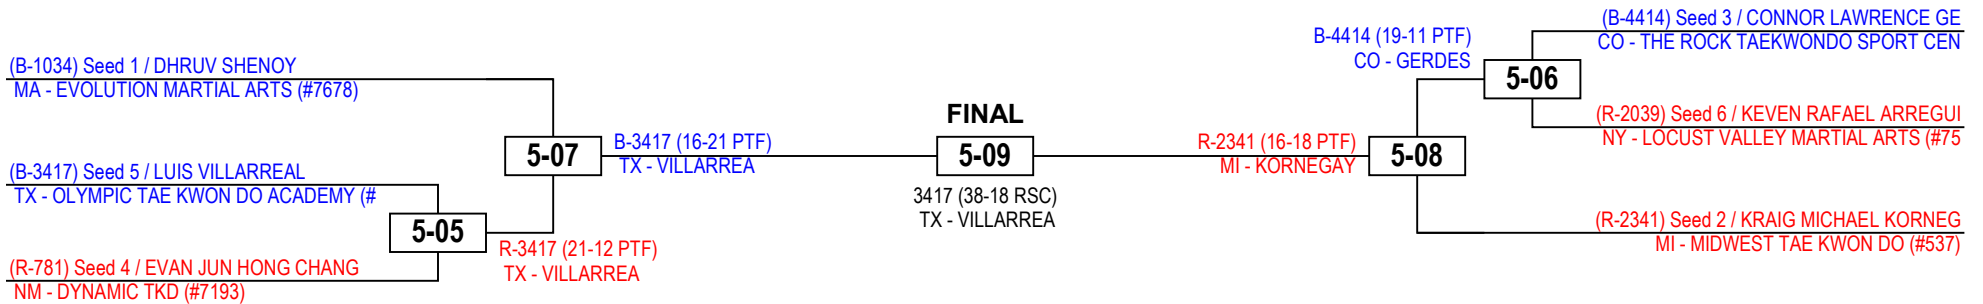 (B-1034) Seed 1 / DHRUV SHENOY
MA - EVOLUTION MARTIAL ARTS (#7678)
(B-3417) Seed 5 / LUIS VILLARREAL
TX - OLYMPIC TAE KWON DO ACADEMY (#
(R-781) Seed 4 / EVAN JUN HONG CHANG
NM - DYNAMIC TKD (#7193)
5-05
R-3417 (21-12 PTF)
TX - VILLARREA
5-07
B-3417 (16-21 PTF)
TX - VILLARREA
FINAL
5-09
3417 (38-18 RSC)
TX - VILLARREA
R-2341 (16-18 PTF)
MI - KORNEGAY
5-08
B-4414 (19-11 PTF)
CO - GERDES
5-06
(B-4414) Seed 3 / CONNOR LAWRENCE GE
CO - THE ROCK TAEKWONDO SPORT CEN
(R-2039) Seed 6 / KEVEN RAFAEL ARREGUI
NY - LOCUST VALLEY MARTIAL ARTS (#75
(R-2341) Seed 2 / KRAIG MICHAEL KORNEG
MI - MIDWEST TAE KWON DO (#537)